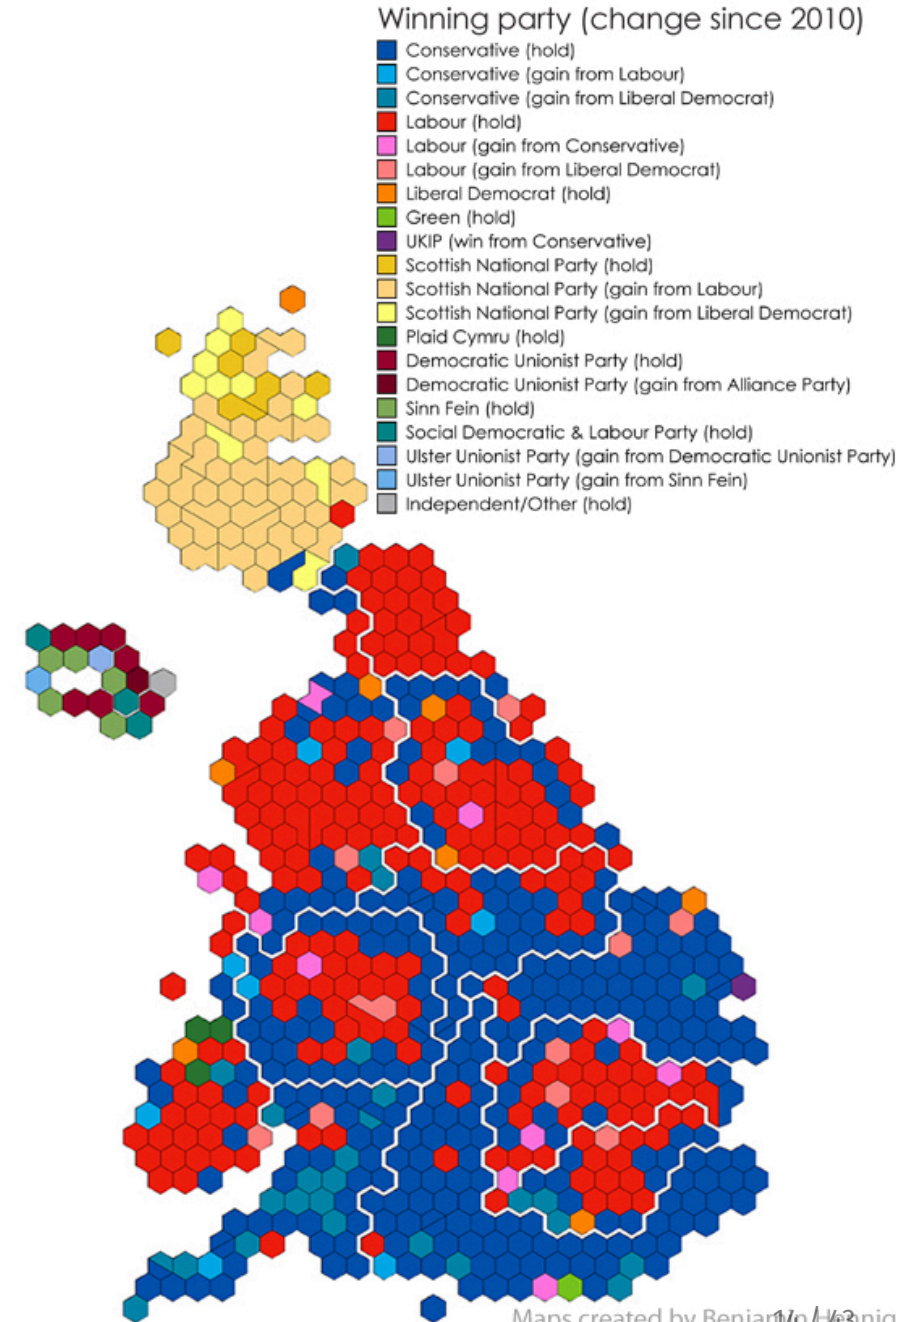 Winning party (change since 2010)
Conservative (hold)
Conservative (gain from Labour)
Conservative (gain from Liberal Democrat)
Labour (hold)
Labour (gain from Conservative)
Labour (gain from Liberal Democrat)
Liberal Democrat (hold)
Green (hold)
UKIP (win from Conservative)
Scottish National Party (hold)
Scottish National Party (gain from Labour)
Scottish National Party (gain from Liberal Democrat)
Plaid Cymru (hold)
Democratic Unionist Party (hold)
Democratic Unionist Party (gain from Alliance Party)
Sinn Fein (hold)
Social Democratic & Labour Party (hold)
Ulster Unionist Party (gain from Democratic Unionist Party)
Ulster Unionist Party (gain from Sinn Fein)
Independent/Other (hold)
Maps created by